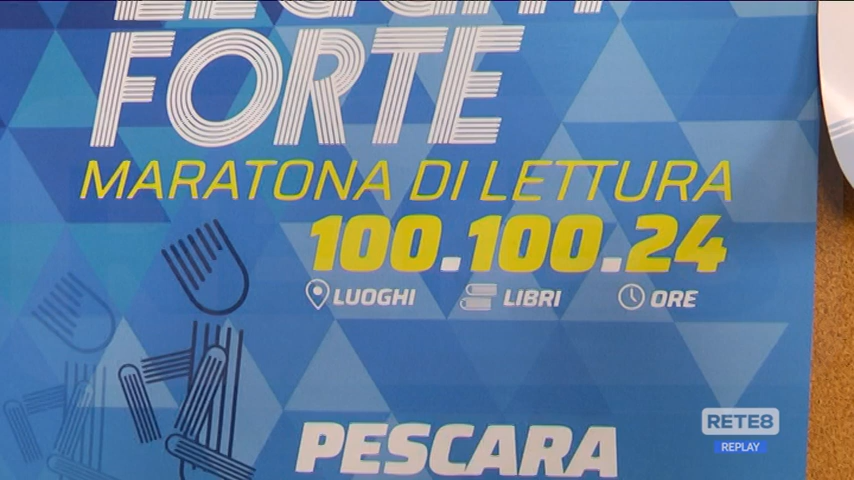 FORTE
MARATONA DI LETTURA
100.100.24
LUOGHI LIBRI ORE
PESCARA
RETE8
REPLAY